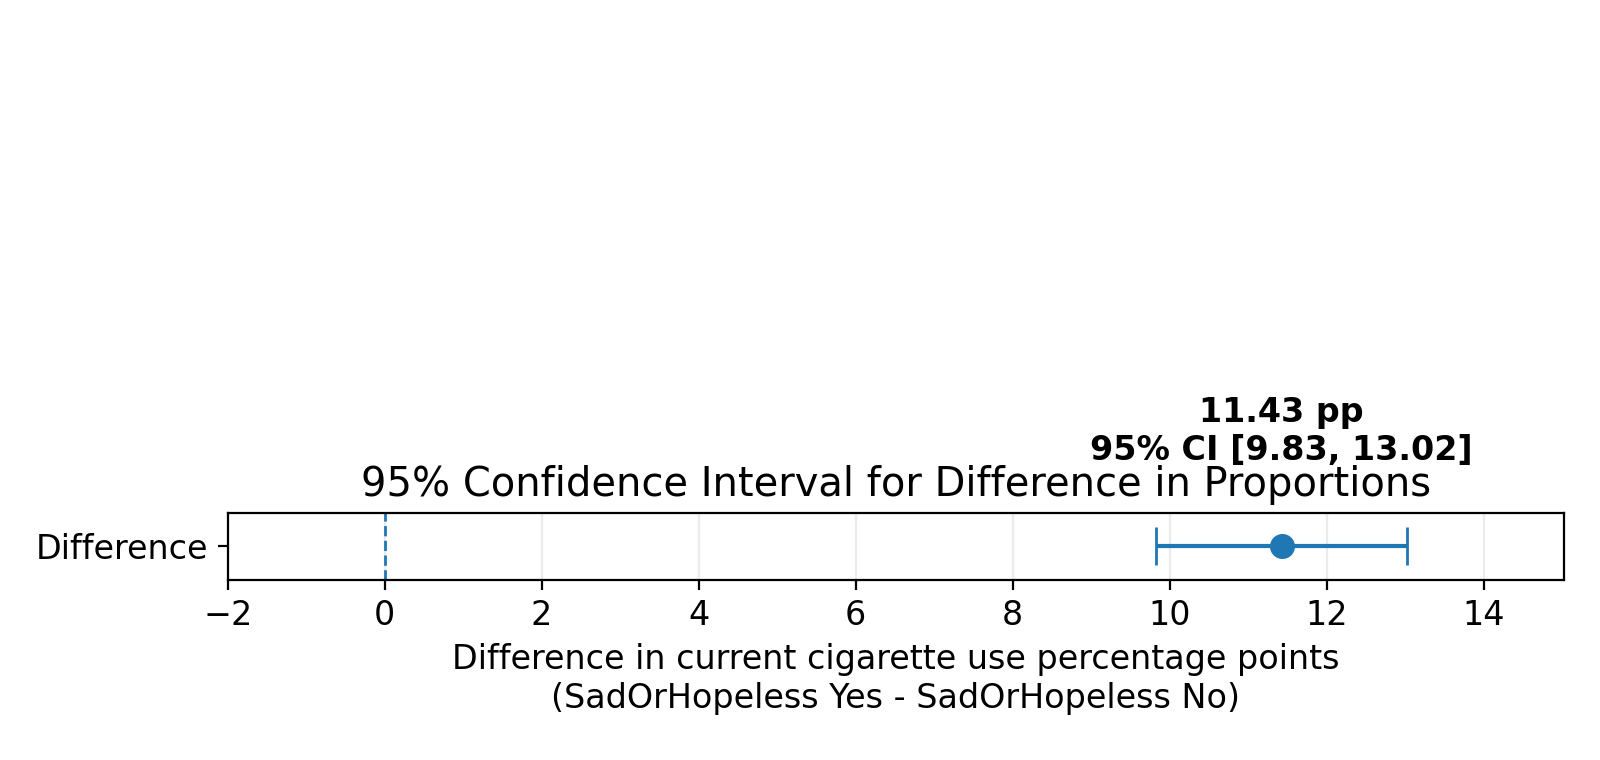 11.43 pp
95% CI [9.83, 13.02]
95% Confidence Interval for Difference in Proportions
Difference
−2 0 2 4 6 8 10 12 14
Difference in current cigarette use percentage points
(SadOrHopeless Yes - SadOrHopeless No)